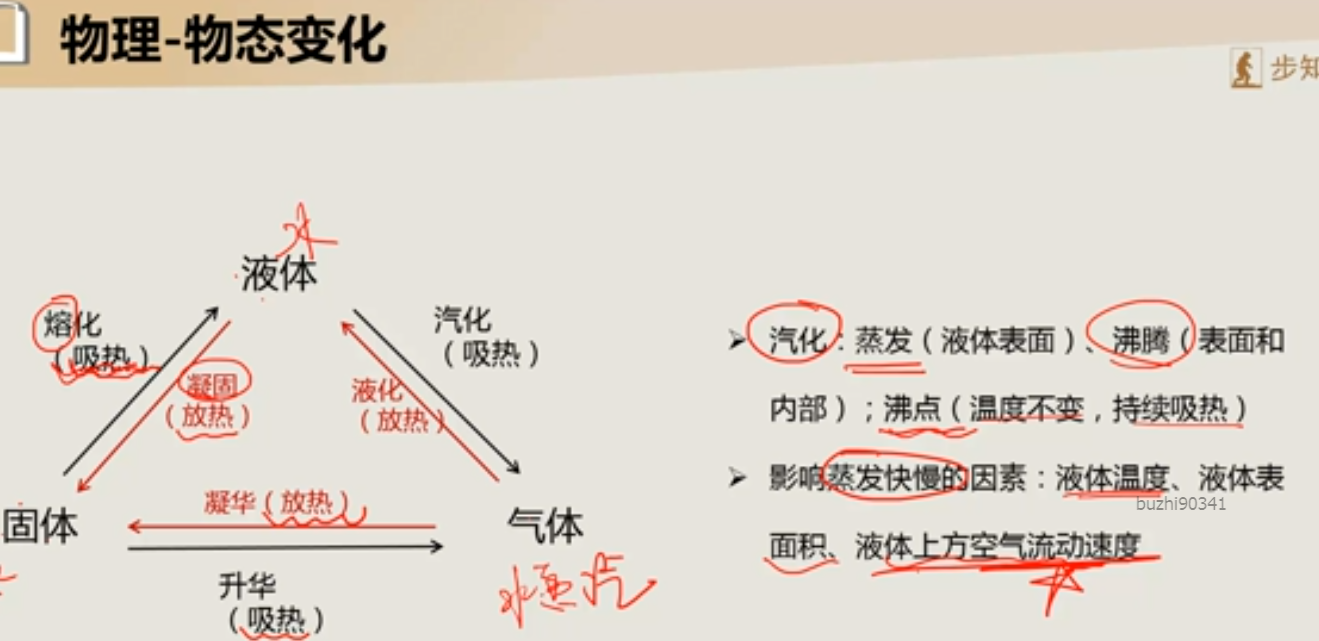 物理-物态变化
步知
水
液体
熔化
（吸热）
凝固
（放热）
汽化
（吸热）
液化
（放热）
凝华（放热）
固体
气体
升华
（吸热）
水蒸汽
➢ 汽化：蒸发（液体表面）、沸腾（表面和
内部）；沸点（温度不变，持续吸热）
➢ 影响蒸发快慢的因素：液体温度、液体表
buzhi90341
面积、液体上方空气流动速度